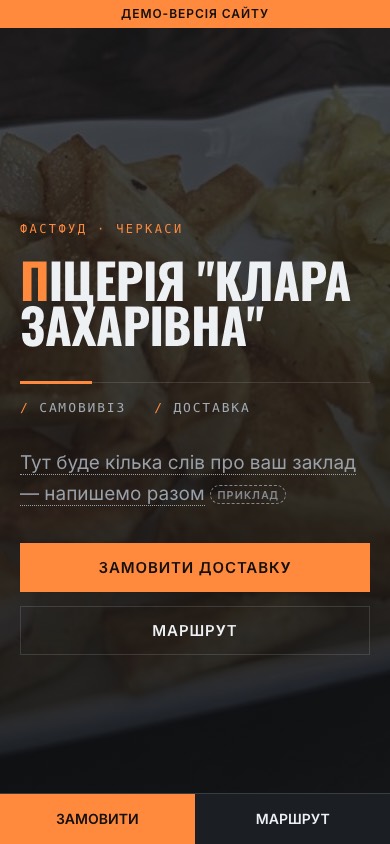 ДЕМО-ВЕРСІЯ САЙТУ
ФАСТФУД · ЧЕРКАСИ
ПІЦЕРІЯ "КЛАРА
ЗАХАРІВНА"
/ САМОВИВІЗ / ДОСТАВКА
Тут буде кілька слів про ваш заклад
— напишемо разом ПРИКЛАД
ЗАМОВИТИ ДОСТАВКУ
МАРШРУТ
ЗАМОВИТИ МАРШРУТ